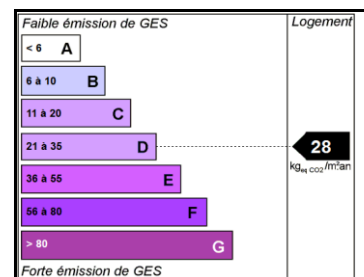 Faible émission de GES
Logement
< 6 A
6 à 10 B
11 à 20 C
21 à 35 D
28
kgeq CO2/m².an
36 à 55 E
56 à 80 F
> 80 G
Forte émission de GES